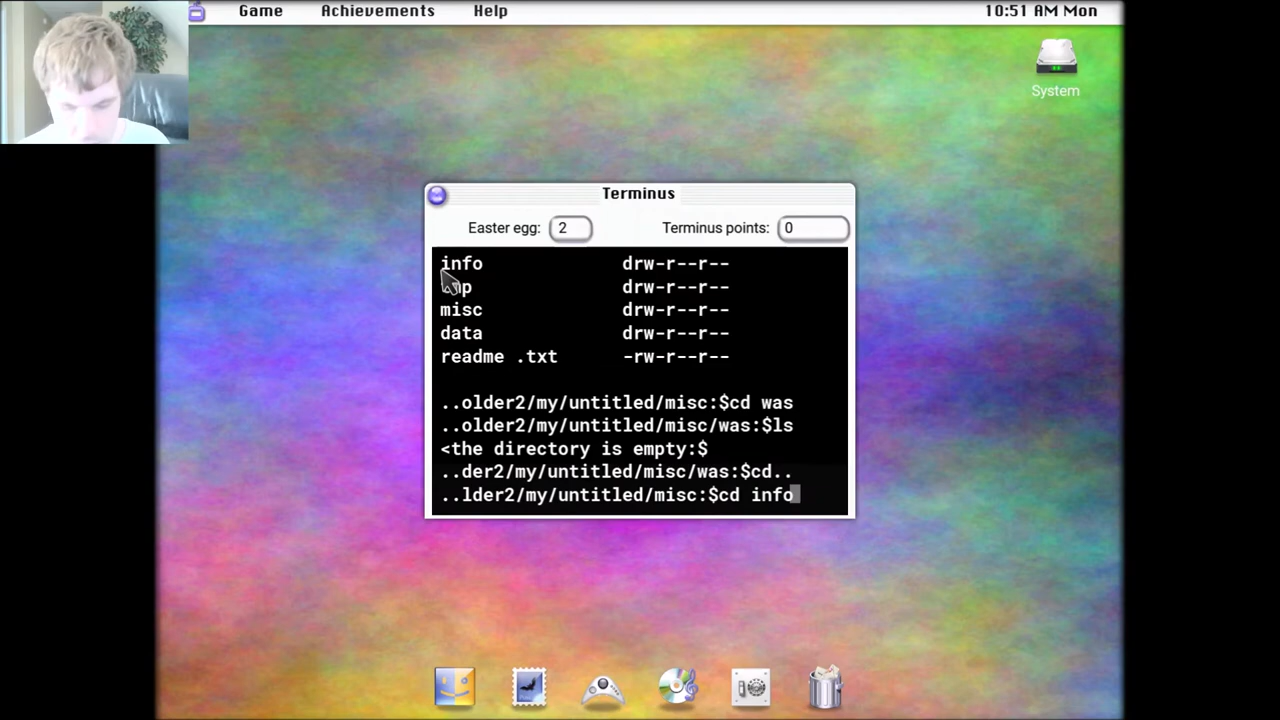 Game Achievements Help 10:51 AM Mon
System
Terminus
Easter egg: 2 Terminus points: 0
info drw-r--r--
drw-r--r--
misc drw-r--r--
data drw-r--r--
readme .txt -rw-r--r--
..older2/my/untitled/misc:$cd was
..older2/my/untitled/misc/was:$ls
<the directory is empty:$
..der2/my/untitled/misc/was:$cd..
..lder2/my/untitled/misc:$cd info